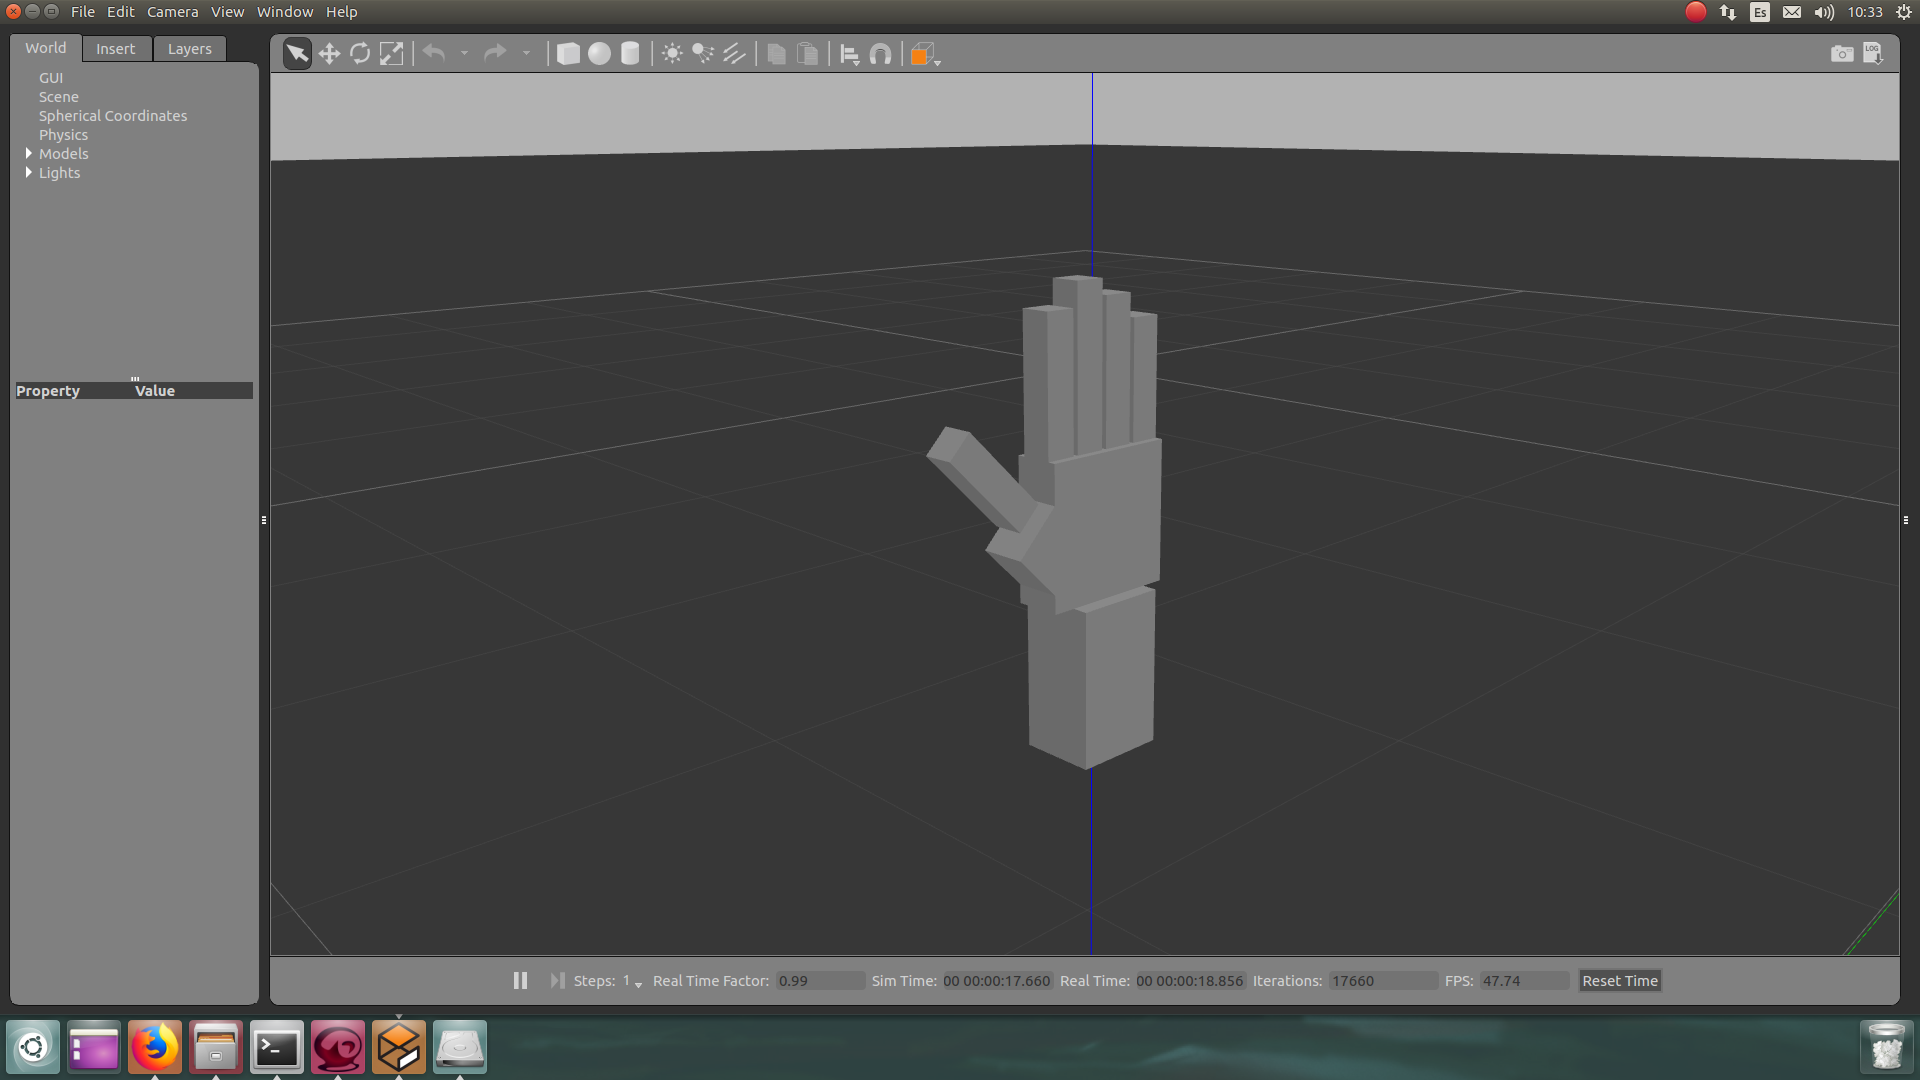 File Edit Camera View Window Help
Es
10:33
World Insert Layers
LOG
GUI
Scene
Spherical Coordinates
Physics
Models
Lights
Property Value
Steps: 1 Real Time Factor: 0.99 Sim Time: 00 00:00:17.660 Real Time: 00 00:00:18.856 Iterations: 17660 FPS: 47.74 Reset Time